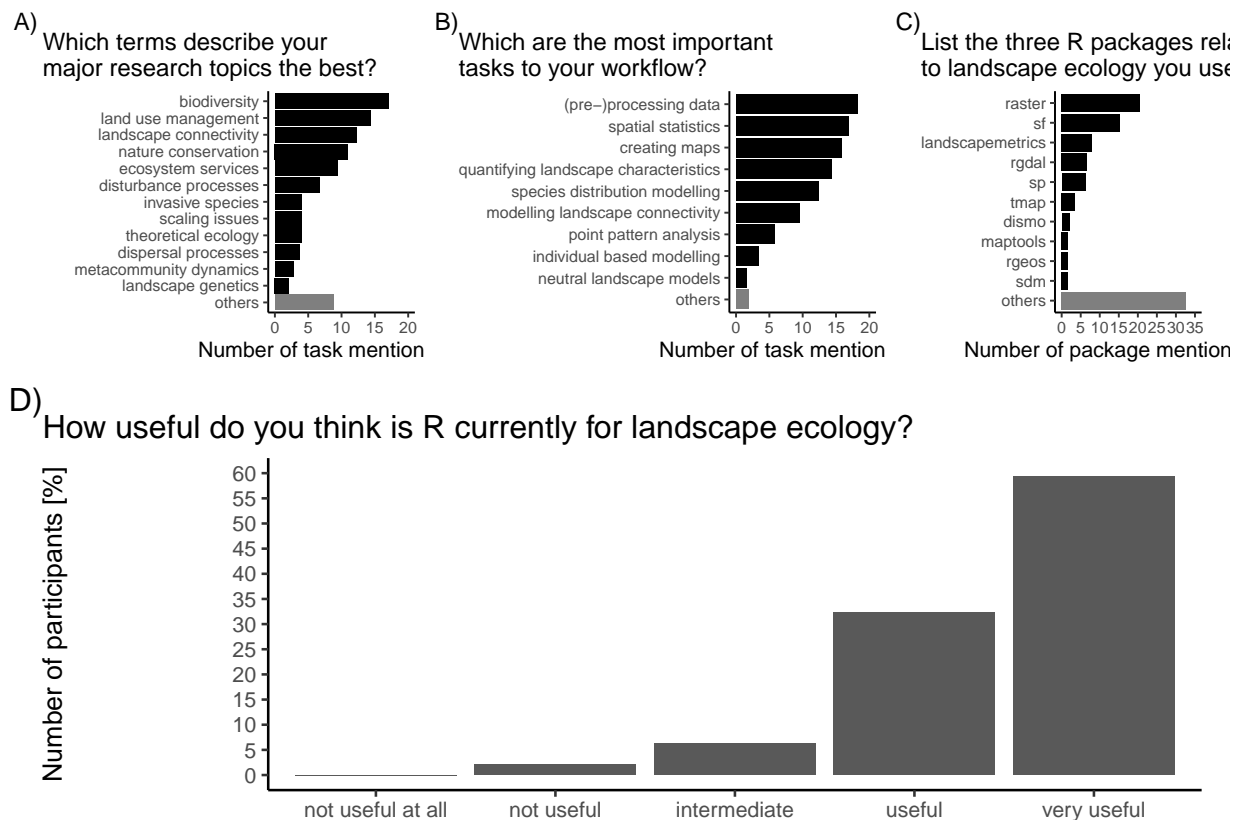 A)
Which terms describe your
major research topics the best?
biodiversity
land use management
landscape connectivity
nature conservation
ecosystem services
disturbance processes
invasive species
scaling issues
theoretical ecology
dispersal processes
metacommunity dynamics
landscape genetics
others
0 5 10 15 20
Number of task mention
B)
Which are the most important
tasks to your workflow?
(pre−)processing data
spatial statistics
creating maps
quantifying landscape characteristics
species distribution modelling
modelling landscape connectivity
point pattern analysis
individual based modelling
neutral landscape models
others
0 5 10 15 20
Number of task mention
C)
List the three R packages rela
to landscape ecology you use
raster
sf
landscapemetrics
rgdal
sp
tmap
dismo
maptools
rgeos
sdm
others
0 5 10 15 20 25 30 35
Number of package mention
D)
How useful do you think is R currently for landscape ecology?
Number of participants [%]
60
55
50
45
40
35
30
25
20
15
10
5
0
not useful at all not useful intermediate useful very useful